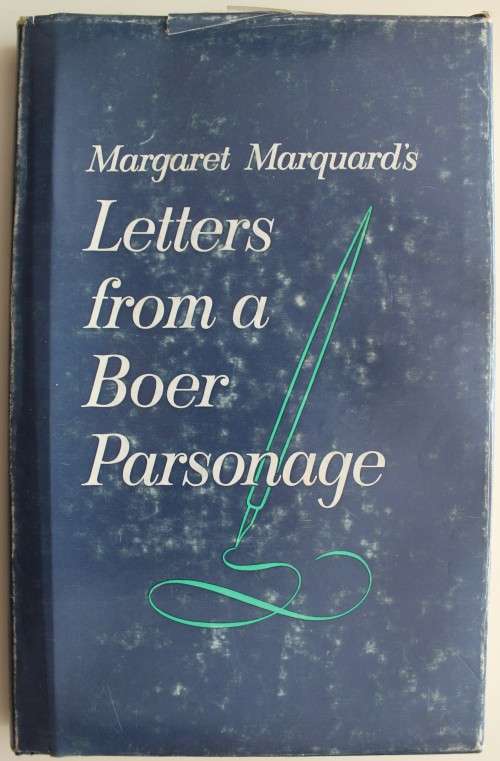 Margaret Marquard's
Letters
from a
Boer
Parsonage